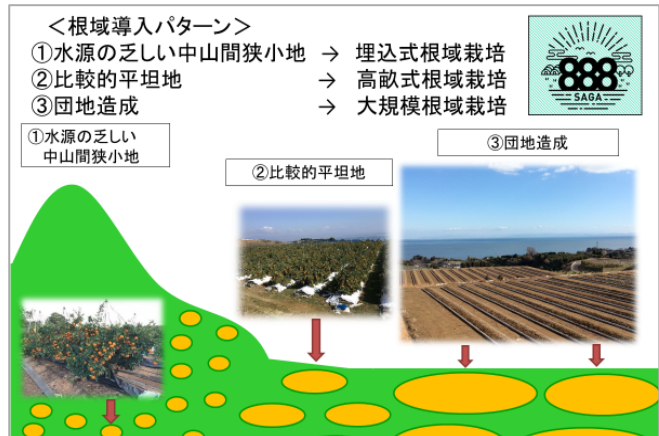 ＜根域導入パターン＞
①水源の乏しい中山間狭小地 → 埋込式根域栽培
②比較的平坦地 → 高畝式根域栽培
③団地造成 → 大規模根域栽培
888
SAGA
①水源の乏しい
中山間狭小地
②比較的平坦地
③団地造成